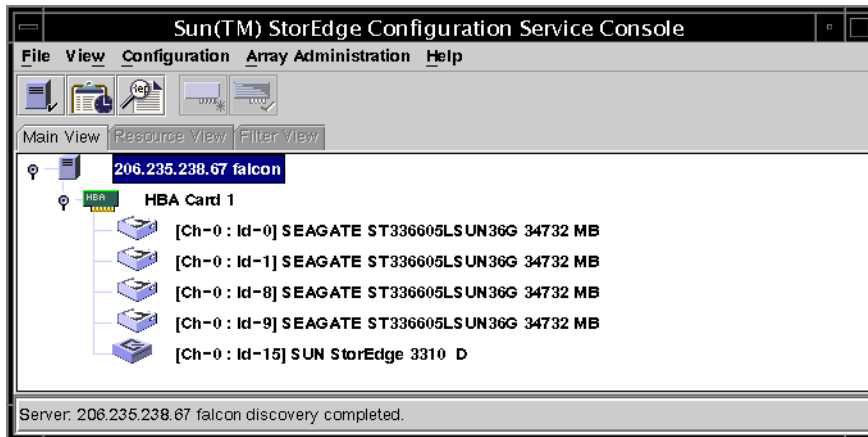 Sun(TM) StorEdge Configuration Service Console
File View Configuration Array Administration Help
Rep
Main View Resource View Filter View
206.235.238.67 falcon
HBA HBA Card 1
[Ch-0 : Id-0] SEAGATE ST336605LSUN36G 34732 MB
[Ch-0 : Id-1] SEAGATE ST336605LSUN36G 34732 MB
[Ch-0 : Id-8] SEAGATE ST336605LSUN36G 34732 MB
[Ch-0 : Id-9] SEAGATE ST336605LSUN36G 34732 MB
[Ch-0 : Id-15] SUN StorEdge 3310 D
Server: 206.235.238.67 falcon discovery completed.